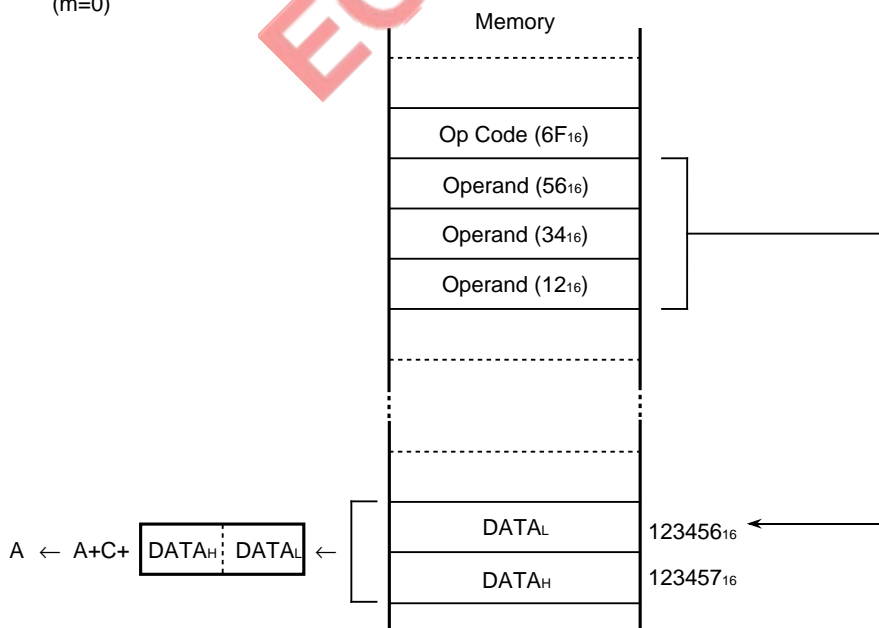 (m=0)
Memory
Op Code (6F₁₆)
Operand (56₁₆)
Operand (34₁₆)
Operand (12₁₆)
DATAL 123456₁₆
A ← A+C+ DATAH DATAL ←
DATAH 123457₁₆